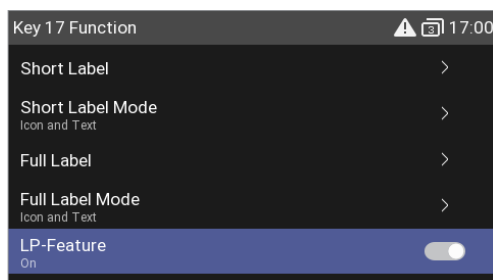 Key 17 Function 3 17:00
Short Label
Short Label Mode
Icon and Text
Full Label
Full Label Mode
Icon and Text
LP-Feature
On